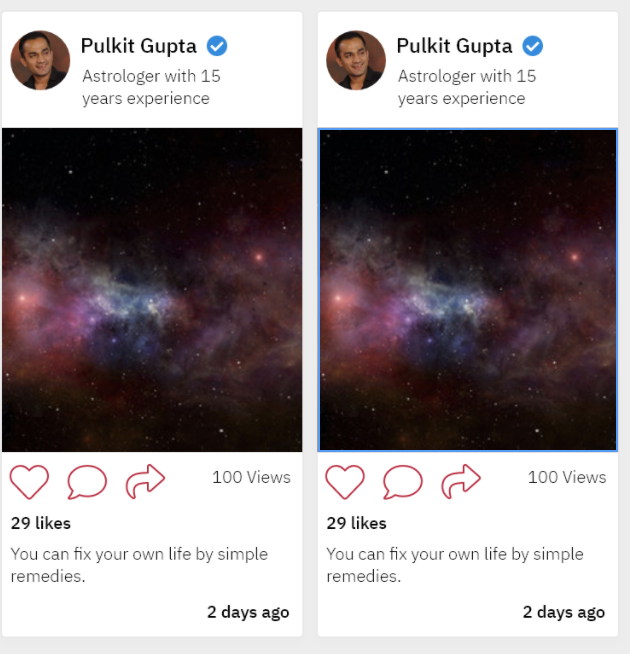 Pulkit Gupta
Astrologer with 15
years experience
100 Views
29 likes
You can fix your own life by simple
remedies.
2 days ago
Pulkit Gupta
Astrologer with 15
years experience
100 Views
29 likes
You can fix your own life by simple
remedies.
2 days ago